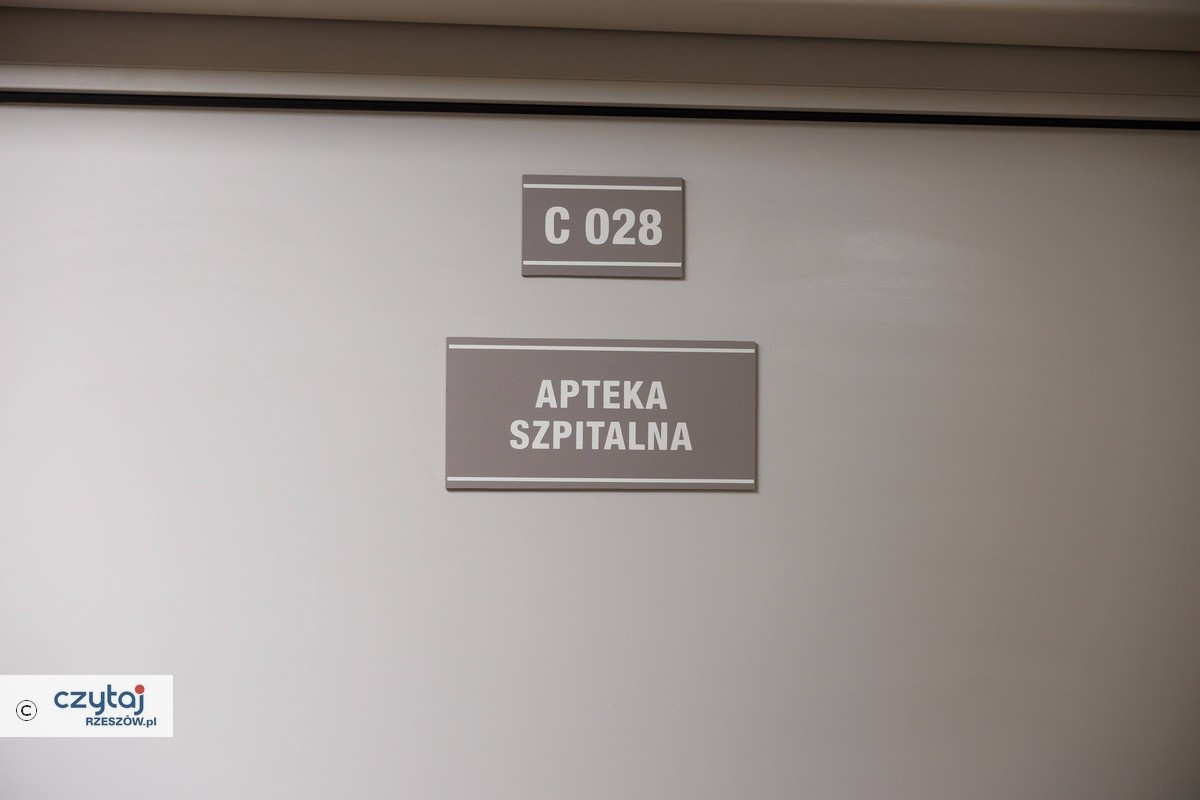 C 028
APTEKA
SZPITALNA
© czytaj
RZESZÓW.pl